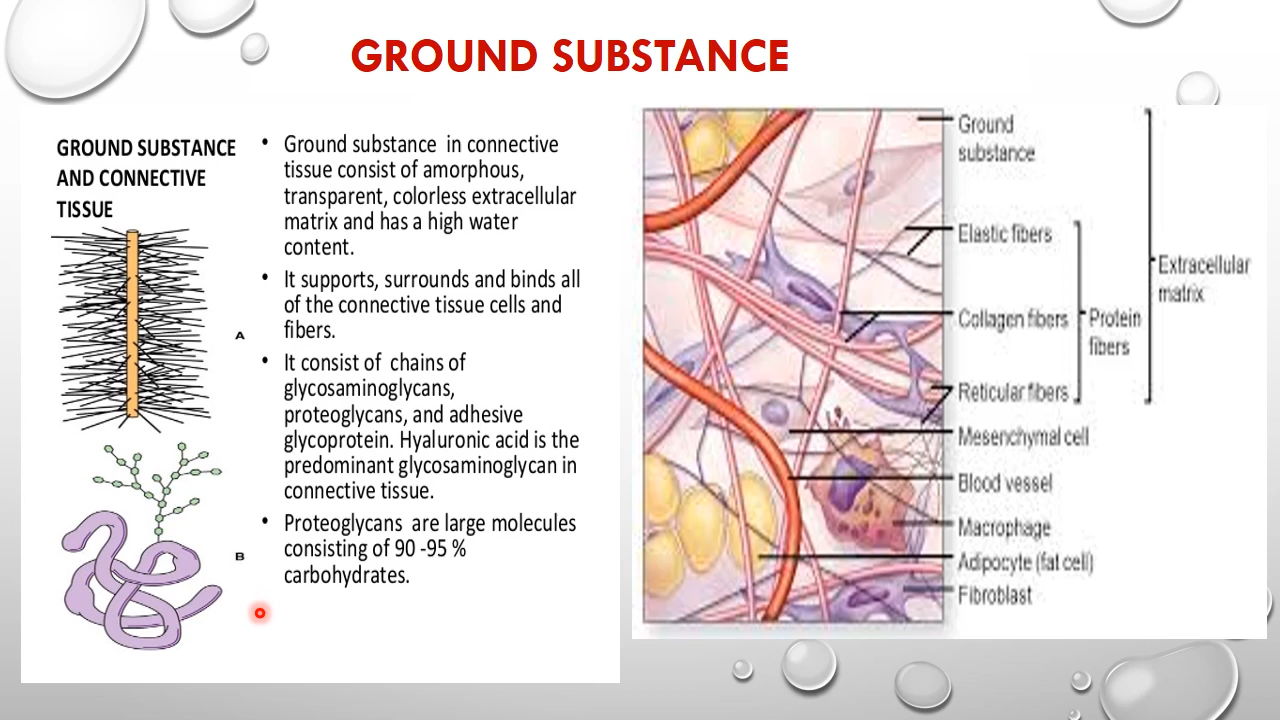 GROUND SUBSTANCE
GROUND SUBSTANCE
AND CONNECTIVE
TISSUE
A
B
• Ground substance in connective
tissue consist of amorphous,
transparent, colorless extracellular
matrix and has a high water
content.
• It supports, surrounds and binds all
of the connective tissue cells and
fibers.
• It consist of chains of
glycosaminoglycans,
proteoglycans, and adhesive
glycoprotein. Hyaluronic acid is the
predominant glycosaminoglycan in
connective tissue.
• Proteoglycans are large molecules
consisting of 90 -95 %
carbohydrates.
Ground
substance
Elastic fibers
Collagen fibers
Reticular fibers
Protein
fibers
Extracellular
matrix
Mesenchymal cell
Blood vessel
Macrophage
Adipocyte (fat cell)
Fibroblast